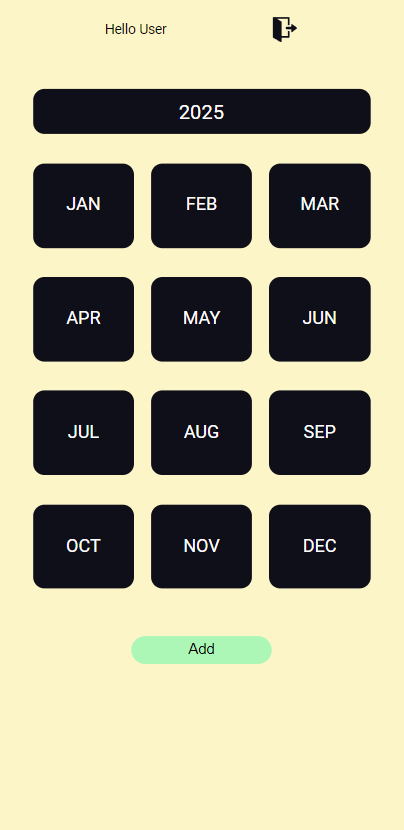 Hello User
2025
JAN FEB MAR
APR MAY JUN
JUL AUG SEP
OCT NOV DEC
Add